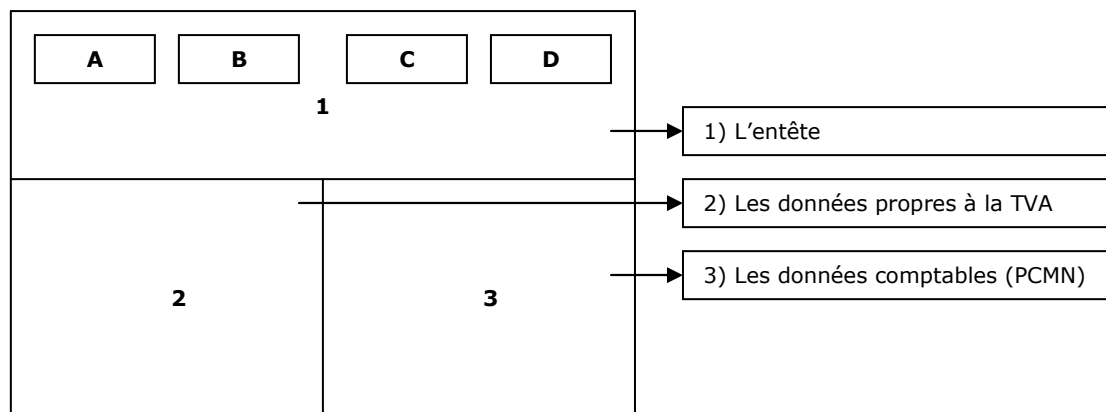 A B C D
1
1) L'entête
2) Les données propres à la TVA
3) Les données comptables (PCMN)
2 3